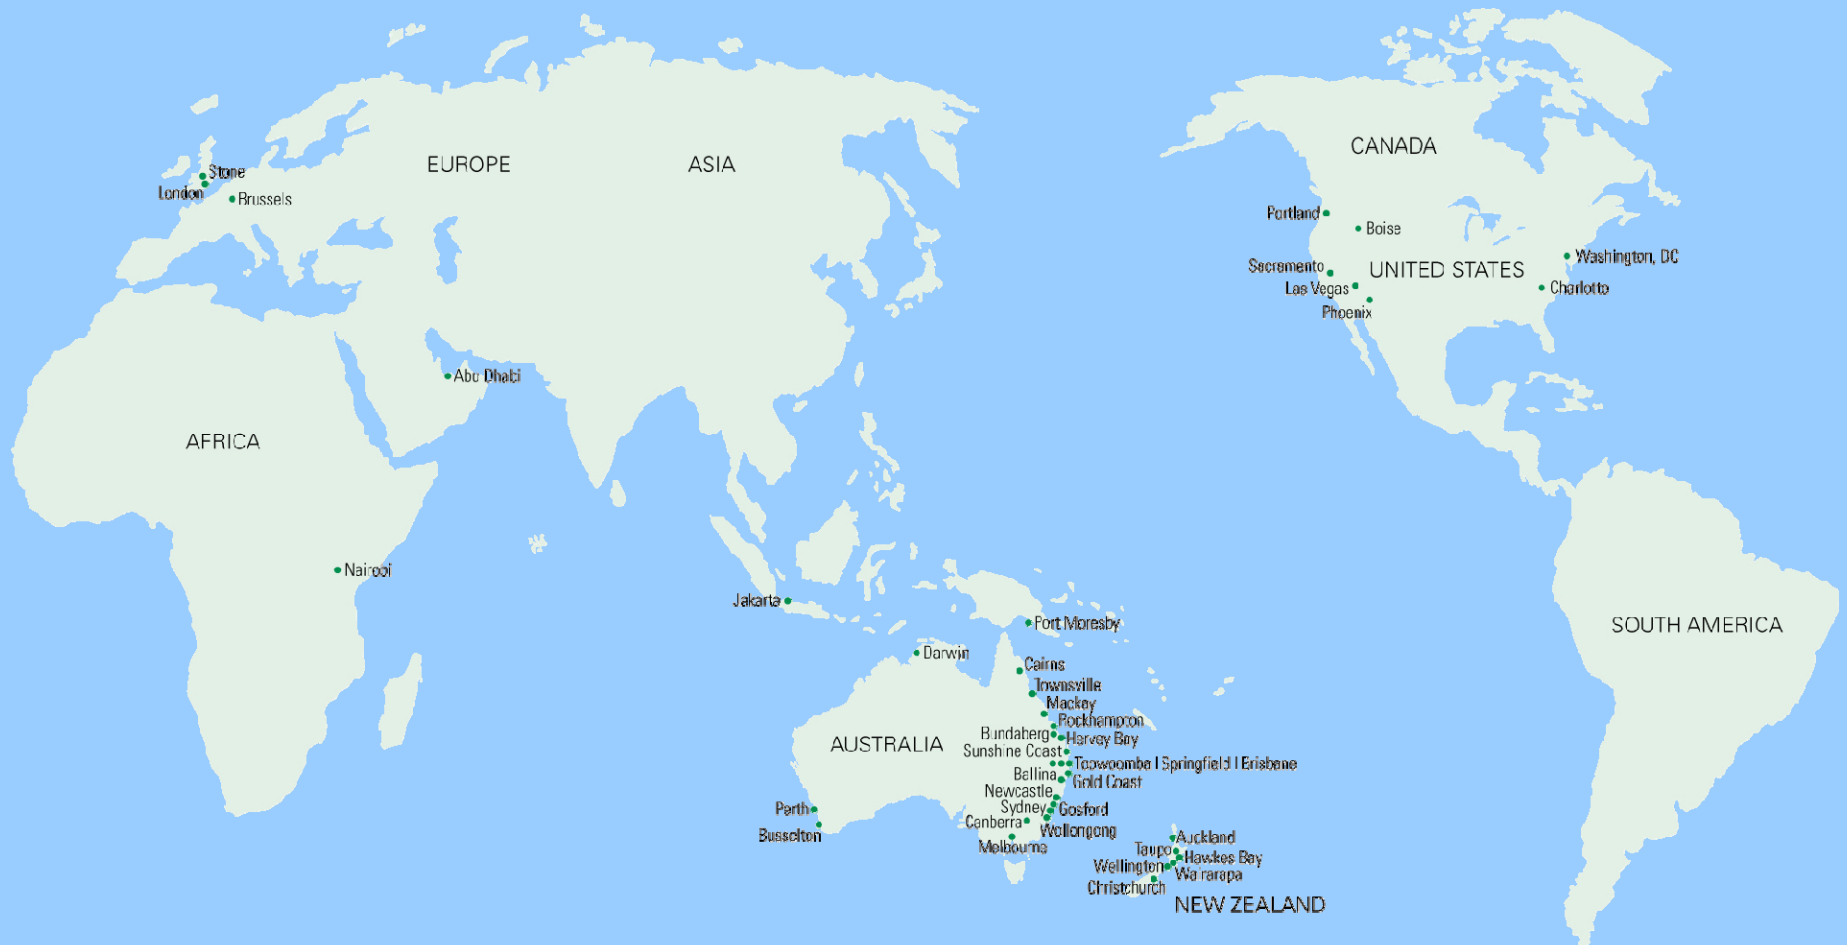 CANADA
EUROPE
ASIA
Stone
London
Brussels
Portland
Boise
Washington, DC
Sacramento
UNITED STATES
Las Vegas
Charlotte
Phoenix
Abu Dhabi
AFRICA
Nairobi
Jakarta
Port Moresby
SOUTH AMERICA
Darwin
Cairns
Townsville
Mackay
Rockhampton
Bundaberg
Hervey Bay
AUSTRALIA
Sunshine Coast
Toowoomba | Springfield | Brisbane
Ballina
Gold Coast
Newcastle
Sydney
Gosford
Perth
Canberra
Wollongong
Busselton
Melbourne
Auckland
Taupo
Hawkes Bay
Wellington
Wairarapa
Christchurch
NEW ZEALAND